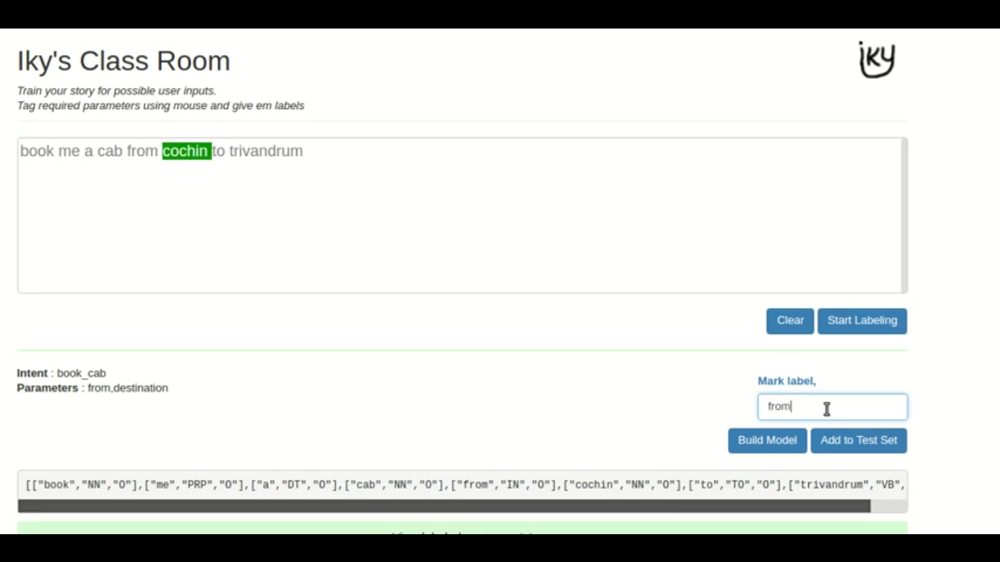 Iky's Class Room
iky
Train your story for possible user inputs.
Tag required parameters using mouse and give em labels
book me a cab from cochin to trivandrum
Clear
Start Labeling
Intent : book_cab
Parameters : from,destination
Mark label,
from
Build Model
Add to Test Set
[["book","NN","O"],["me","PRP","O"],["a","DT","O"],["cab","NN","O"],["from","IN","O"],["cochin","NN","O"],["to","TO","O"],["trivandrum","VB",